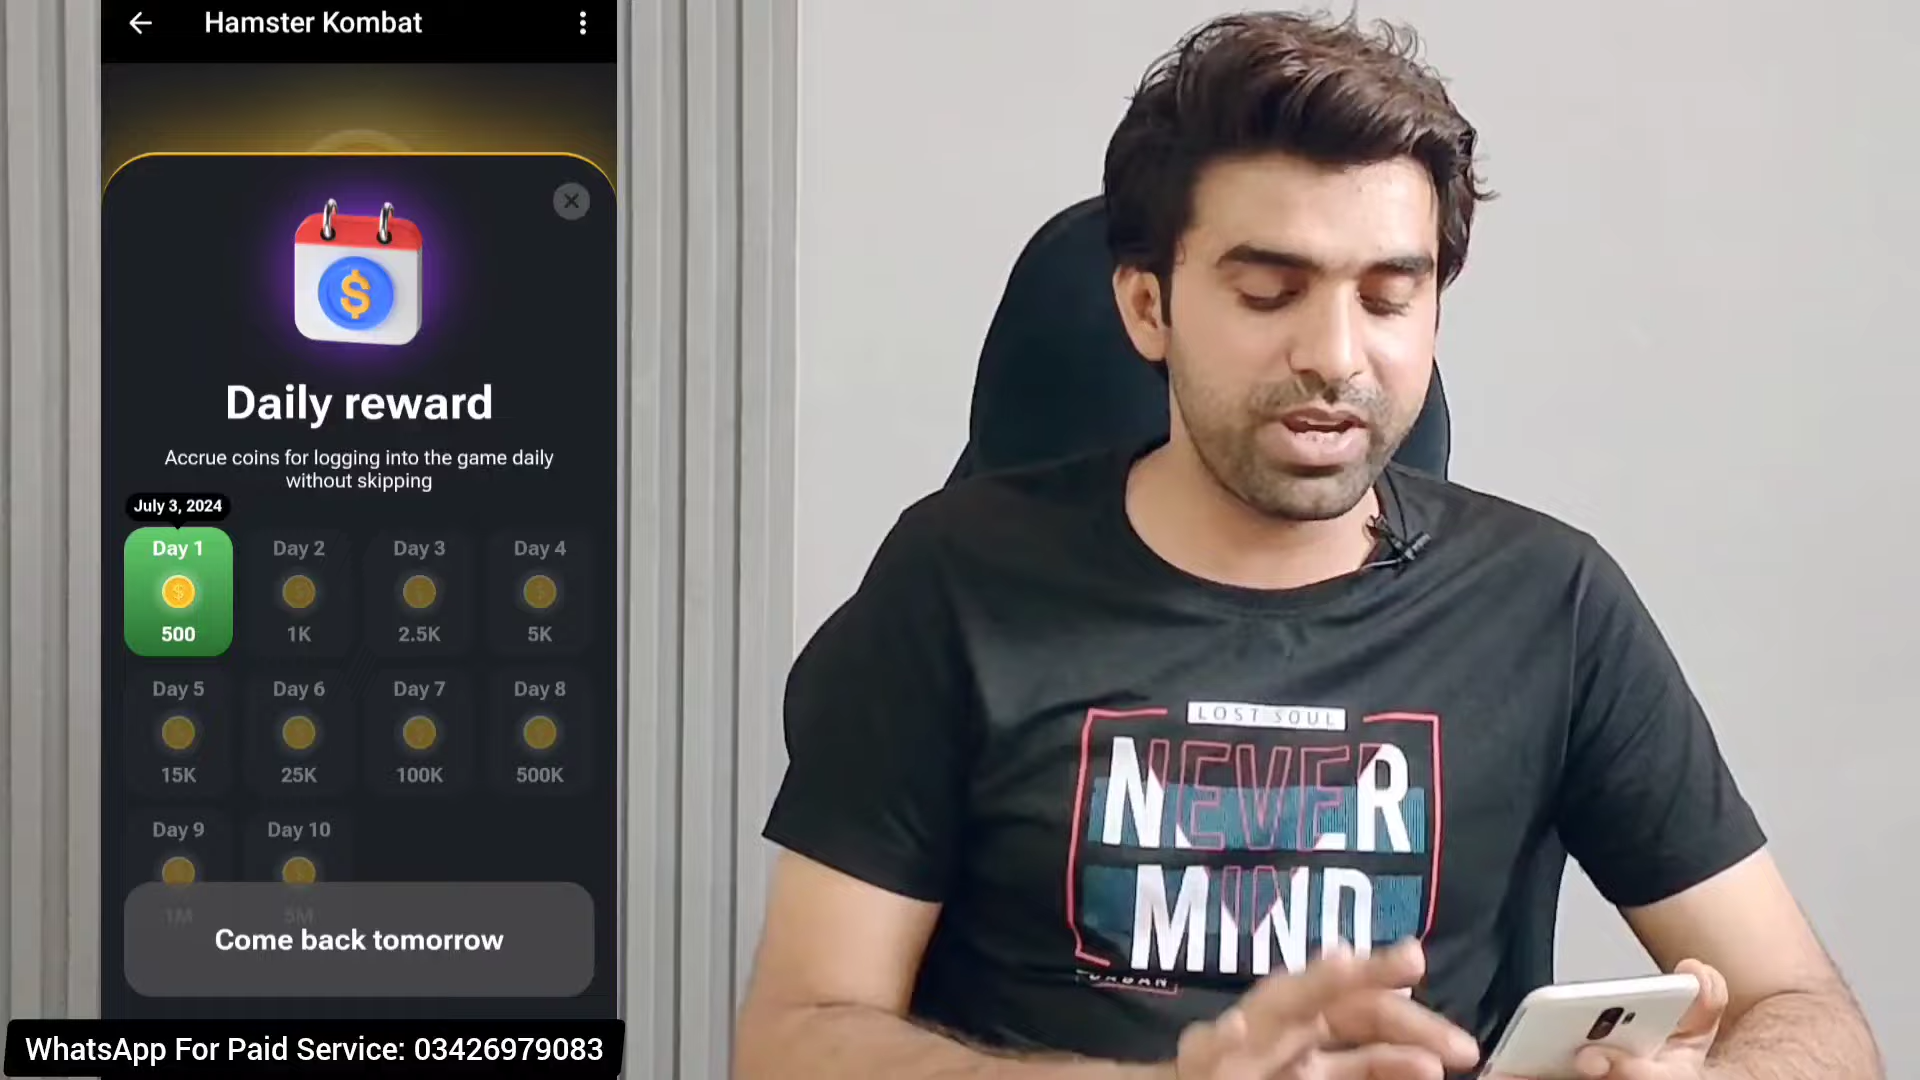 Hamster Kombat
Daily reward
Accrue coins for logging into the game daily
without skipping
July 3, 2024
Day 1
500
Day 2
1K
Day 3
2.5K
Day 4
5K
Day 5
15K
Day 6
25K
Day 7
100K
Day 8
500K
Day 9
1M
Day 10
5M
Come back tomorrow
WhatsApp For Paid Service: 03426979083
LOST SOUL
NEVER
MIND